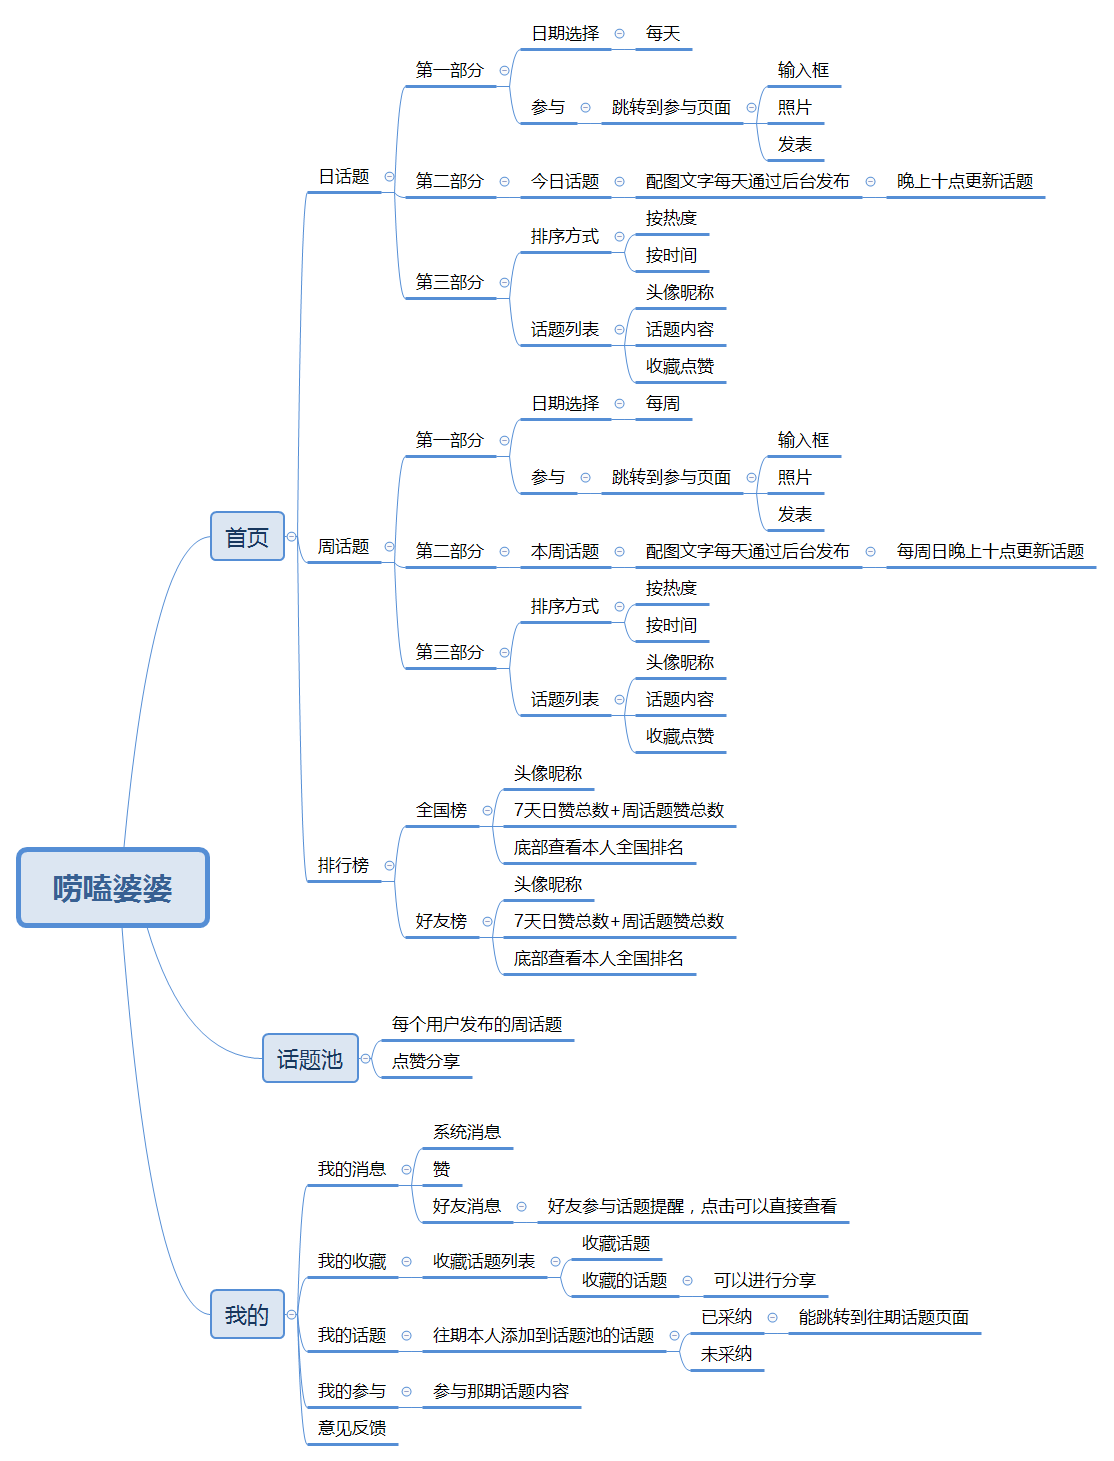 唠嗑婆婆
首页
日话题
第一部分
日期选择
每天
参与
跳转到参与页面
输入框
照片
发表
第二部分
今日话题
配图文字每天通过后台发布
晚上十点更新话题
第三部分
排序方式
按热度
按时间
话题列表
头像昵称
话题内容
收藏点赞
周话题
第一部分
日期选择
每周
参与
跳转到参与页面
输入框
照片
发表
第二部分
本周话题
配图文字每天通过后台发布
每周日晚上十点更新话题
第三部分
排序方式
按热度
按时间
话题列表
头像昵称
话题内容
收藏点赞
排行榜
全国榜
头像昵称
7天日赞总数+周话题赞总数
底部查看本人全国排名
好友榜
头像昵称
7天日赞总数+周话题赞总数
底部查看本人全国排名
话题池
每个用户发布的周话题
点赞分享
我的
我的消息
系统消息
赞
好友消息
好友参与话题提醒，点击可以直接查看
我的收藏
收藏话题列表
收藏话题
收藏的话题
可以进行分享
我的话题
往期本人添加到话题池的话题
已采纳
能跳转到往期话题页面
未采纳
我的参与
参与那期话题内容
意见反馈